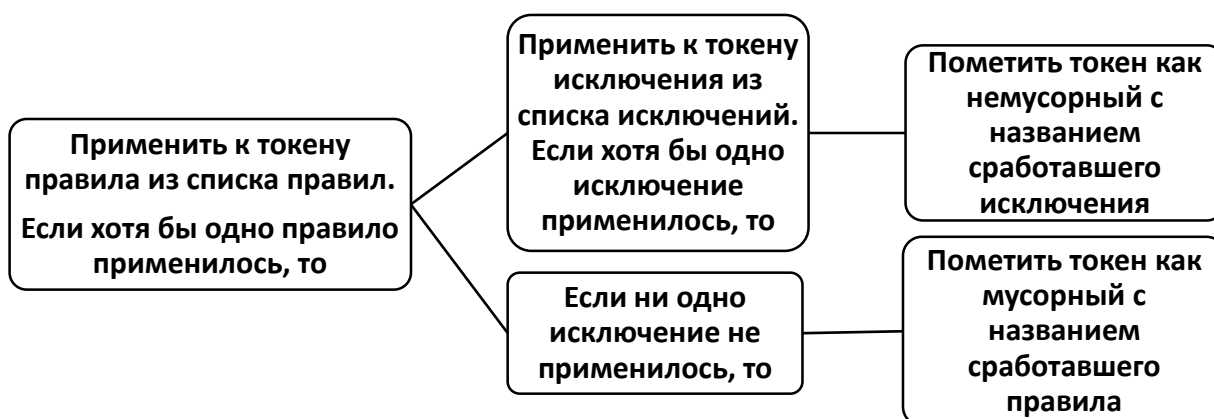 Применить к токену
правила из списка правил.
Если хотя бы одно правило
применилось, то
Применить к токену
исключения из
списка исключений.
Если хотя бы одно
исключение
применилось, то
Пометить токен как
немусорный с
названием
сработавшего
исключения
Если ни одно
исключение не
применилось, то
Пометить токен как
мусорный с
названием
сработавшего
правила